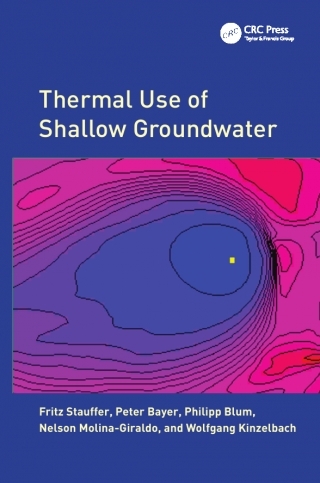 CRC
CRC Press
Taylor & Francis Group
Thermal Use of
Shallow Groundwater
Fritz Stauffer, Peter Bayer, Philipp Blum,
Nelson Molina-Giraldo, and Wolfgang Kinzelbach